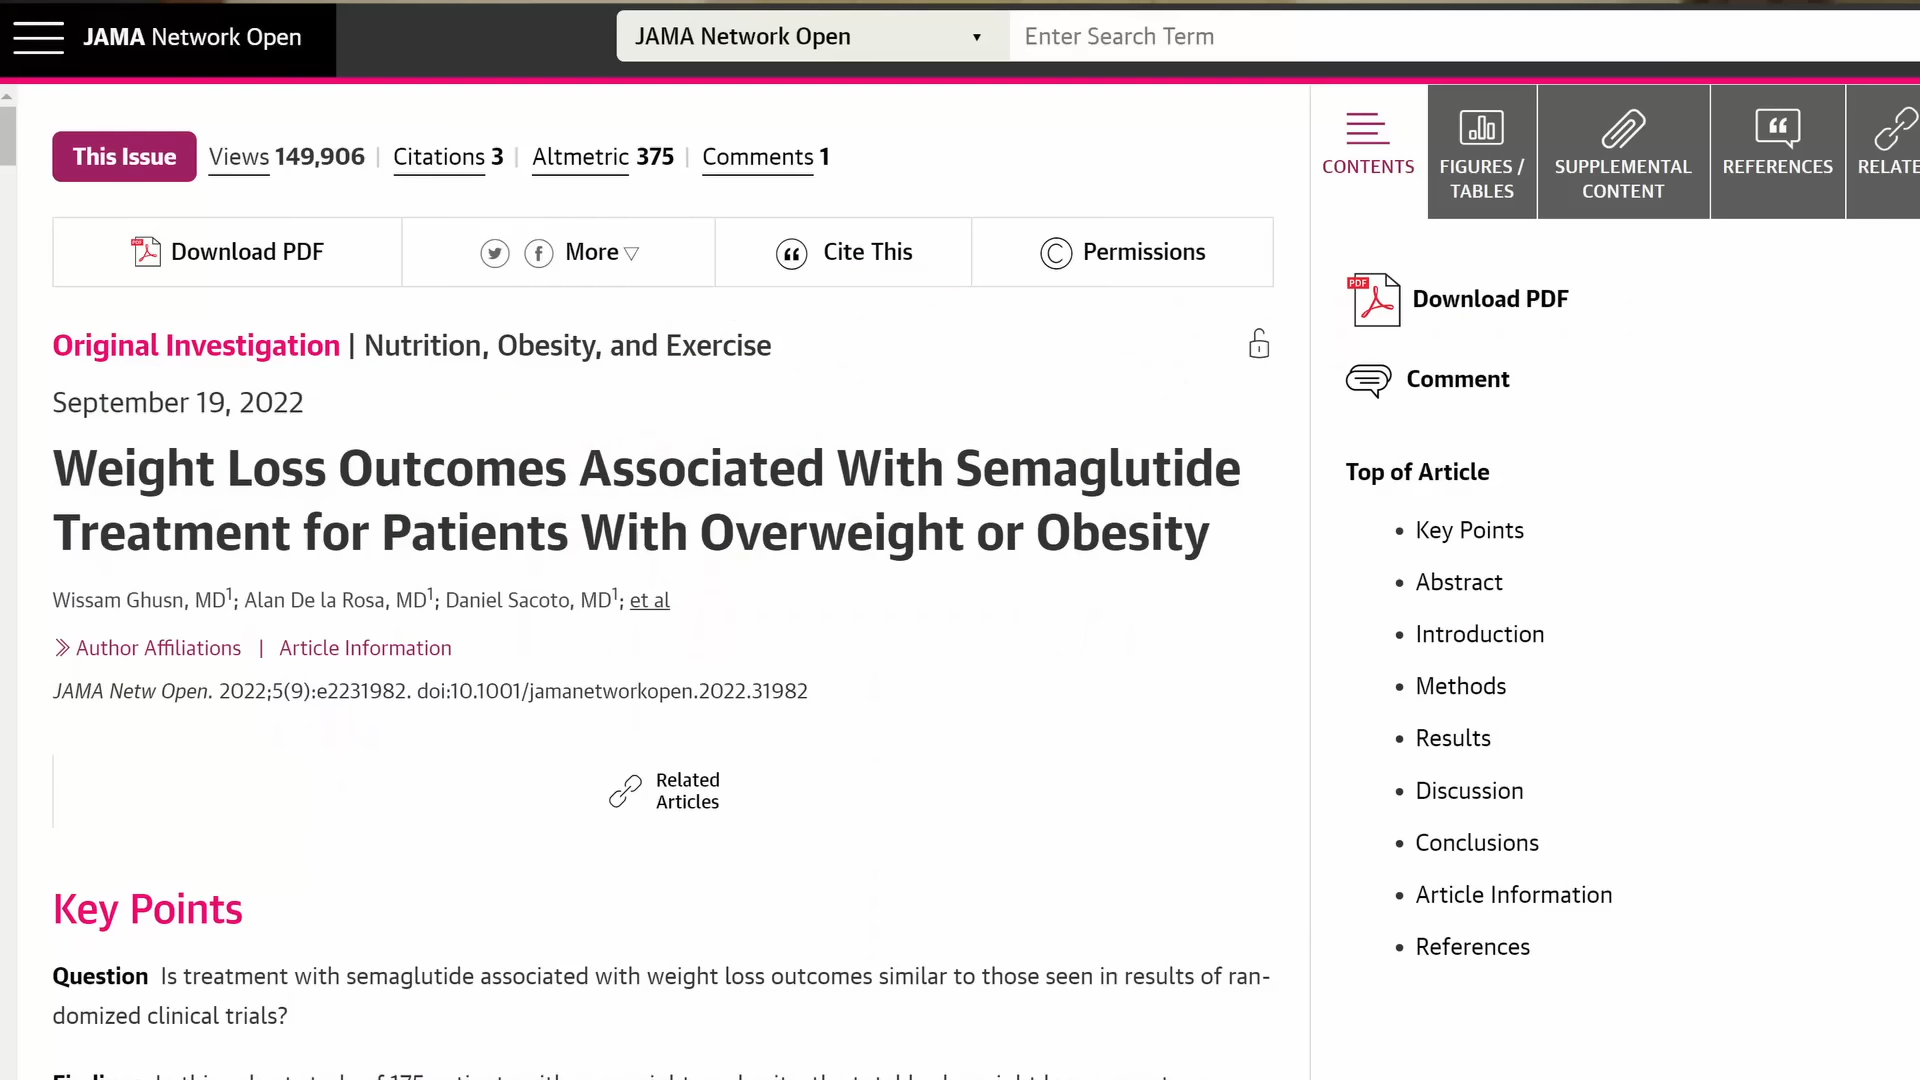 JAMA Network Open
JAMA Network Open
Enter Search Term
This Issue Views 149,906 | Citations 3 | Altmetric 375 | Comments 1
Download PDF
More
Cite This
Permissions
Original Investigation | Nutrition, Obesity, and Exercise
September 19, 2022
Weight Loss Outcomes Associated With Semaglutide
Treatment for Patients With Overweight or Obesity
Wissam Ghusn, MD1; Alan De la Rosa, MD1; Daniel Sacoto, MD1; et al
Author Affiliations | Article Information
JAMA Netw Open. 2022;5(9):e2231982. doi:10.1001/jamanetworkopen.2022.31982
Related
Articles
Key Points
Question Is treatment with semaglutide associated with weight loss outcomes similar to those seen in results of ran-
domized clinical trials?
CONTENTS
FIGURES /
TABLES
SUPPLEMENTAL
CONTENT
REFERENCES
RELATE
PDF
Download PDF
Comment
Top of Article
• Key Points
• Abstract
• Introduction
• Methods
• Results
• Discussion
• Conclusions
• Article Information
• References